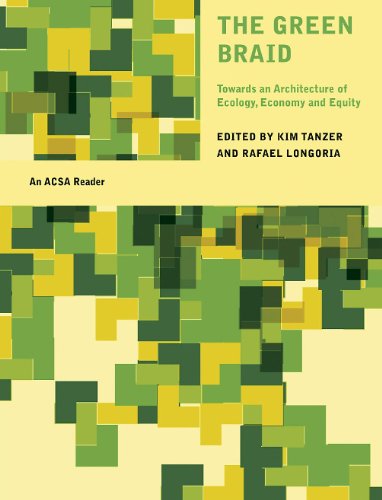 THE GREEN
BRAID
Towards an Architecture of
Ecology, Economy and Equity
EDITED BY KIM TANZER
AND RAFAEL LONGORIA
An ACSA Reader